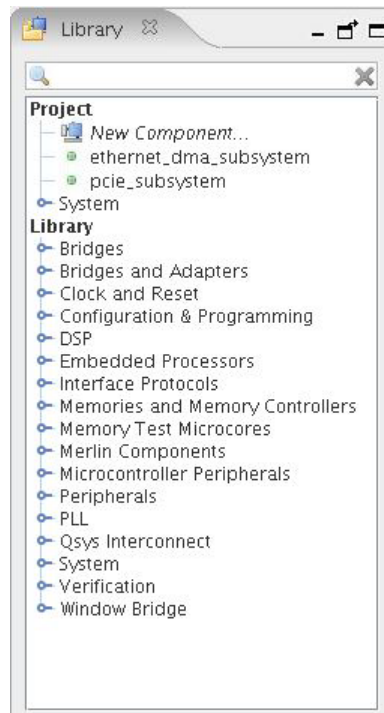 Library
Project
New Component...
ethernet_dma_subsystem
pcie_subsystem
System
Library
Bridges
Bridges and Adapters
Clock and Reset
Configuration & Programming
DSP
Embedded Processors
Interface Protocols
Memories and Memory Controllers
Memory Test Microcores
Merlin Components
Microcontroller Peripherals
Peripherals
PLL
Qsys Interconnect
System
Verification
Window Bridge